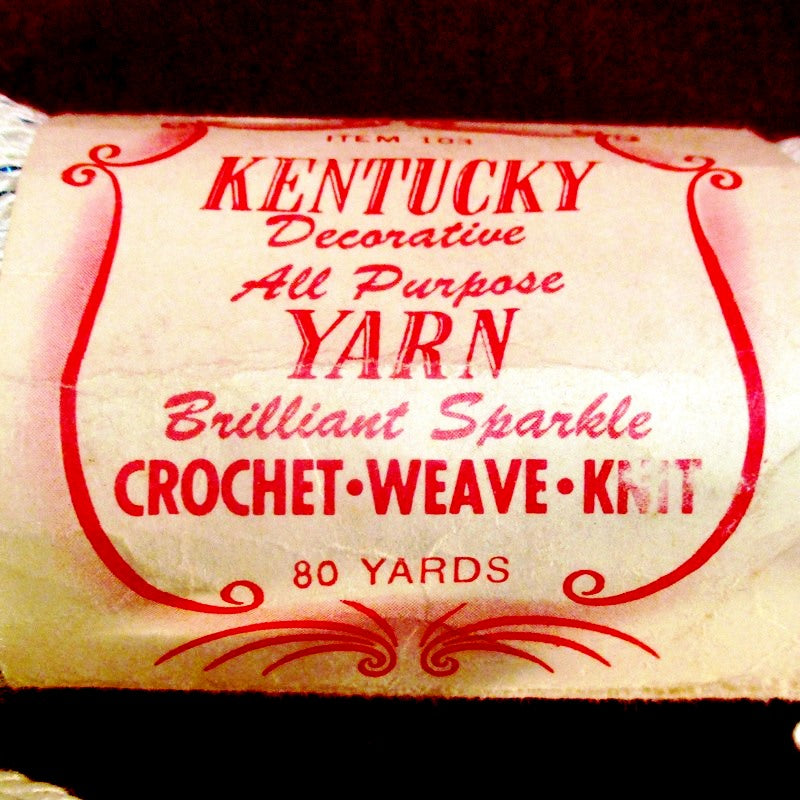 ITEM 103
KENTUCKY
Decorative
All Purpose
YARN
Brilliant Sparkle
CROCHET•WEAVE•KNIT
80 YARDS